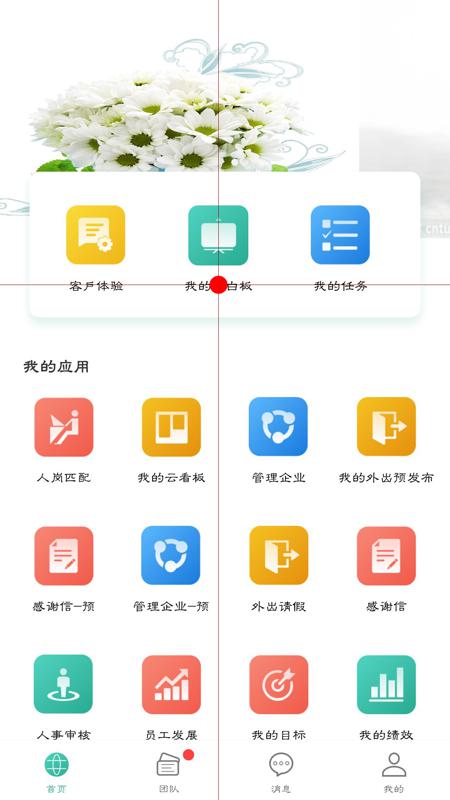 cntu
客户体验
我的 白板
我的任务
我的应用
人岗匹配
我的云看板
管理企业
我的外出预发布
感谢信-预
管理企业-预
外出请假
感谢信
人事审核
员工发展
我的目标
我的绩效
首页
团队
消息
我的